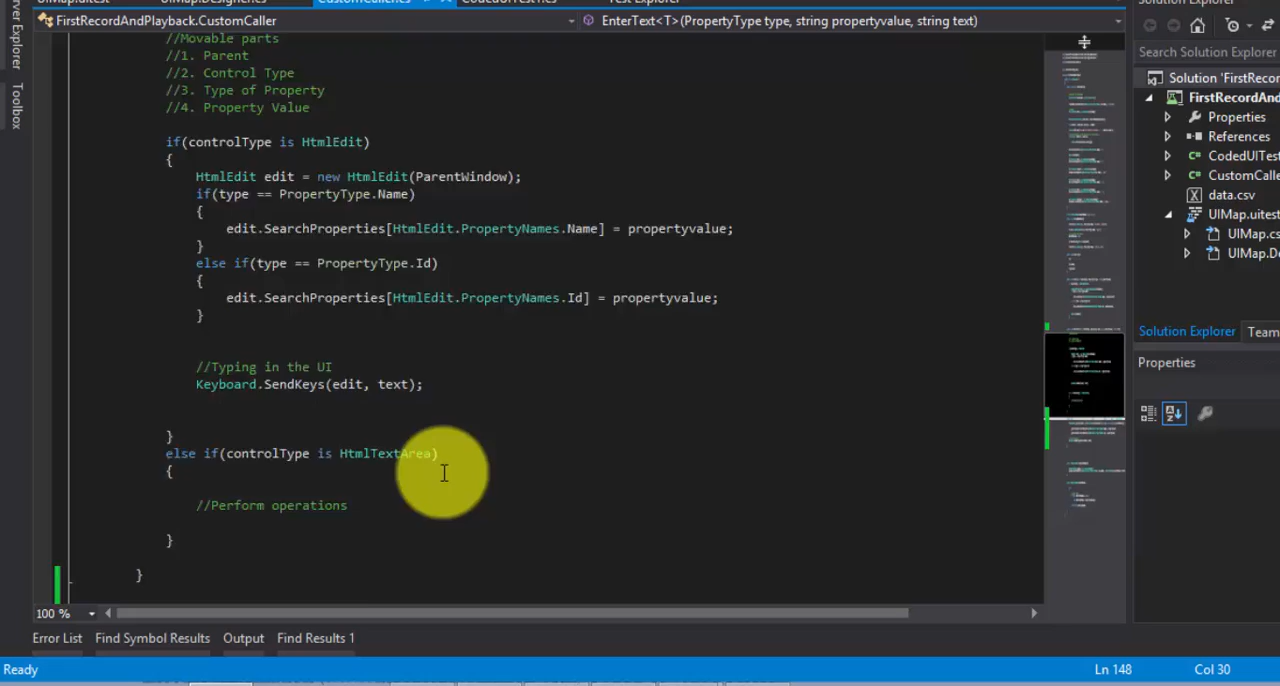 Server Explorer
Toolbox
FirstRecordAndPlayback.CustomCaller
EnterText<T>(PropertyType type, string propertyvalue, string text)
//Movable parts
//1. Parent
//2. Control Type
//3. Type of Property
//4. Property Value
if(controlType is HtmlEdit)
{
HtmlEdit edit = new HtmlEdit(ParentWindow);
if(type == PropertyType.Name)
{
edit.SearchProperties[HtmlEdit.PropertyNames.Name] = propertyvalue;
}
else if(type == PropertyType.Id)
{
edit.SearchProperties[HtmlEdit.PropertyNames.Id] = propertyvalue;
}
//Typing in the UI
Keyboard.SendKeys(edit, text);
}
else if(controlType is HtmlTextArea)
{
//Perform operations
}
}
100 %
Error List Find Symbol Results Output Find Results 1
Ready
Ln 148 Col 30
Solution Explorer
Search Solution Explorer
Solution 'FirstRecor
FirstRecordAnd
Properties
References
CodedUITest
CustomCalle
data.csv
UIMap.uitest
UIMap.cs
UIMap.De
Solution Explorer Team
Properties